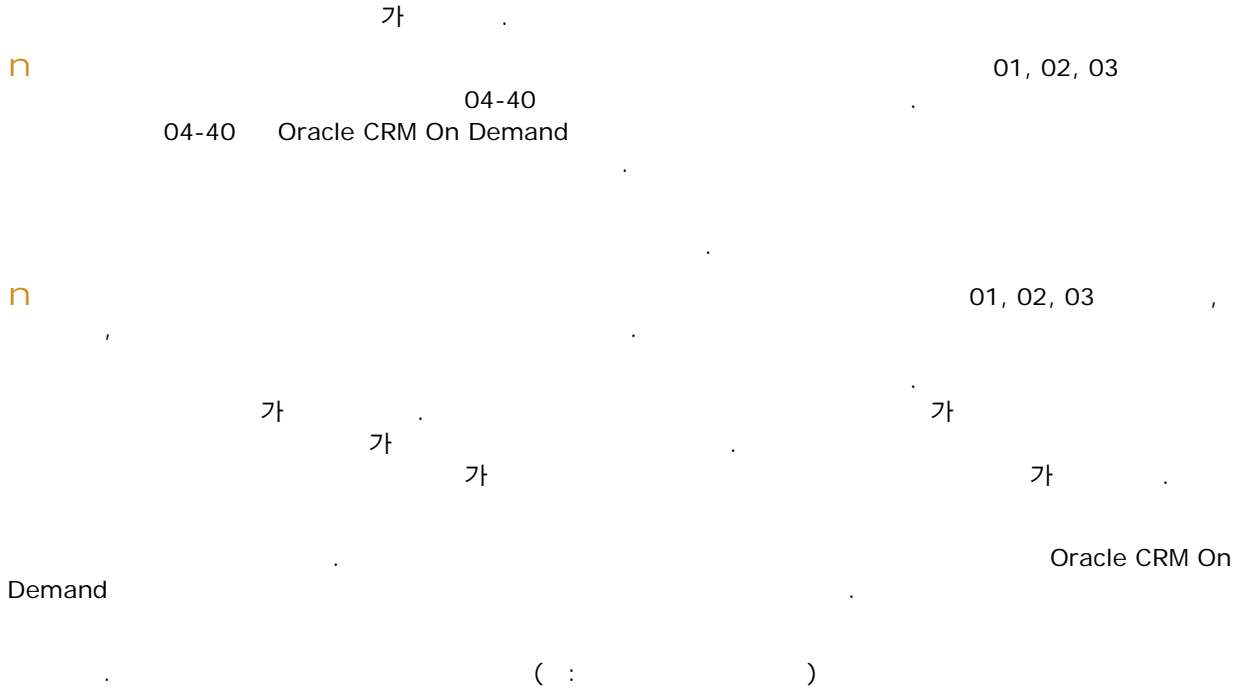 가 .
n 01, 02, 03
04-40 .
04-40 Oracle CRM On Demand
.
.
n 01, 02, 03 ,
, .
.
가 . 가
가 .
가 가 .
. Oracle CRM On
Demand .
. ( : )